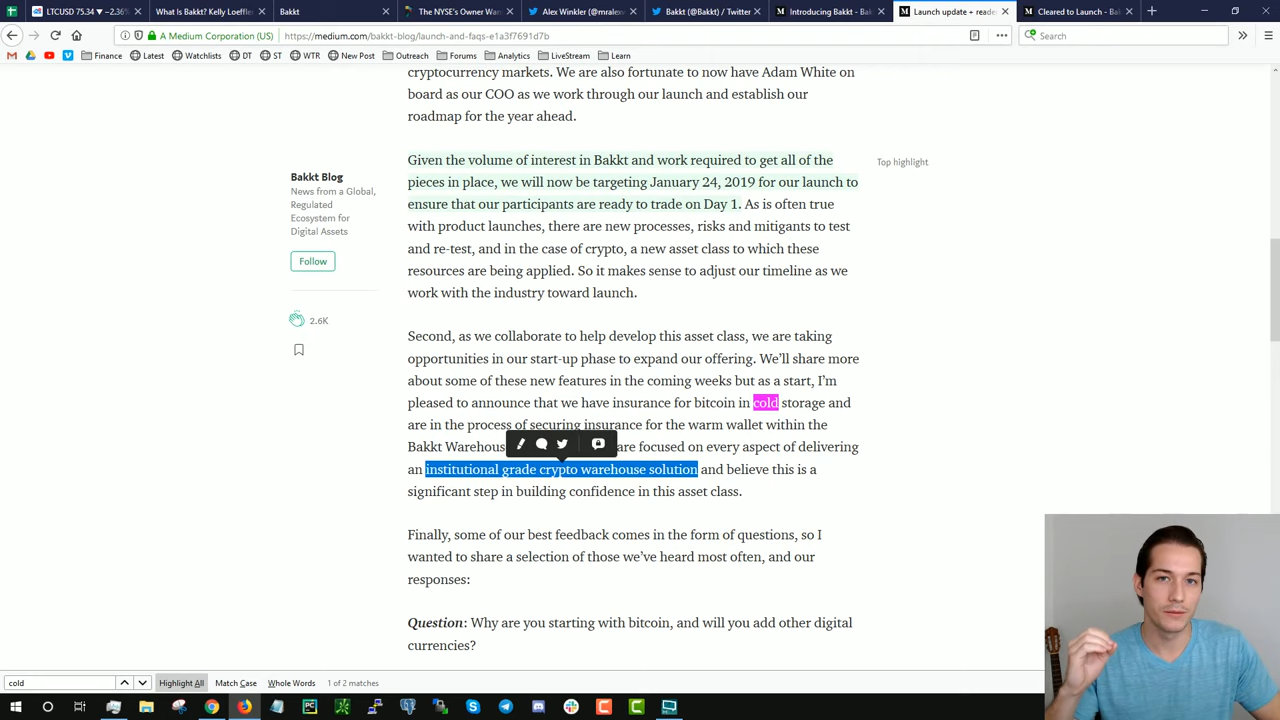 LTCUSD 75.34 ▼ −2.36%
What Is Bakkt? Kelly Loeffler
Bakkt
The NYSE's Owner Wan
Alex Winkler (@mralexw
Bakkt (@Bakkt) / Twitter
Introducing Bakkt - Bakk
Launch update + reade
Cleared to Launch - Bak
A Medium Corporation (US)
https://medium.com/bakkt-blog/launch-and-faqs-e1a3f7691d7b
Search
Finance
Latest
Watchlists
DT
ST
WTR
New Post
Outreach
Forums
Analytics
LiveStream
Learn
cryptocurrency markets. We are also fortunate to now have Adam White on
board as our COO as we work through our launch and establish our
roadmap for the year ahead.
Given the volume of interest in Bakkt and work required to get all of the
pieces in place, we will now be targeting January 24, 2019 for our launch to
ensure that our participants are ready to trade on Day 1. As is often true
with product launches, there are new processes, risks and mitigants to test
and re-test, and in the case of crypto, a new asset class to which these
resources are being applied. So it makes sense to adjust our timeline as we
work with the industry toward launch.
Top highlight
Bakkt Blog
News from a Global,
Regulated
Ecosystem for
Digital Assets
Follow
2.6K
Second, as we collaborate to help develop this asset class, we are taking
opportunities in our start-up phase to expand our offering. We'll share more
about some of these new features in the coming weeks but as a start, I'm
pleased to announce that we have insurance for bitcoin in cold storage and
are in the process of securing insurance for the warm wallet within the
Bakkt Warehous are focused on every aspect of delivering
an institutional grade crypto warehouse solution and believe this is a
significant step in building confidence in this asset class.
Finally, some of our best feedback comes in the form of questions, so I
wanted to share a selection of those we've heard most often, and our
responses:
Question: Why are you starting with bitcoin, and will you add other digital
currencies?
cold
Highlight All
Match Case
Whole Words
1 of 2 matches